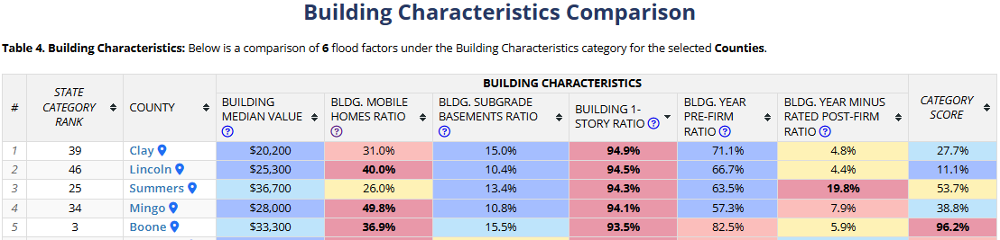 Building Characteristics Comparison
Table 4. Building Characteristics: Below is a comparison of 6 flood factors under the Building Characteristics category for the selected Counties.
# STATE CATEGORY RANK COUNTY BUILDING CHARACTERISTICS CATEGORY SCORE
BUILDING MEDIAN VALUE ? BLDG. MOBILE HOMES RATIO ? BLDG. SUBGRADE BASEMENTS RATIO ? BUILDING 1-STORY RATIO ? BLDG. YEAR PRE-FIRM RATIO ? BLDG. YEAR MINUS RATED POST-FIRM RATIO ?
1 39 Clay $20,200 31.0% 15.0% 94.9% 71.1% 4.8% 27.7%
2 46 Lincoln $25,300 40.0% 10.4% 94.5% 66.7% 4.4% 11.1%
3 25 Summers $36,700 26.0% 13.4% 94.3% 63.5% 19.8% 53.7%
4 34 Mingo $28,000 49.8% 10.8% 94.1% 57.3% 7.9% 38.8%
5 3 Boone $33,300 36.9% 15.5% 93.5% 82.5% 5.9% 96.2%